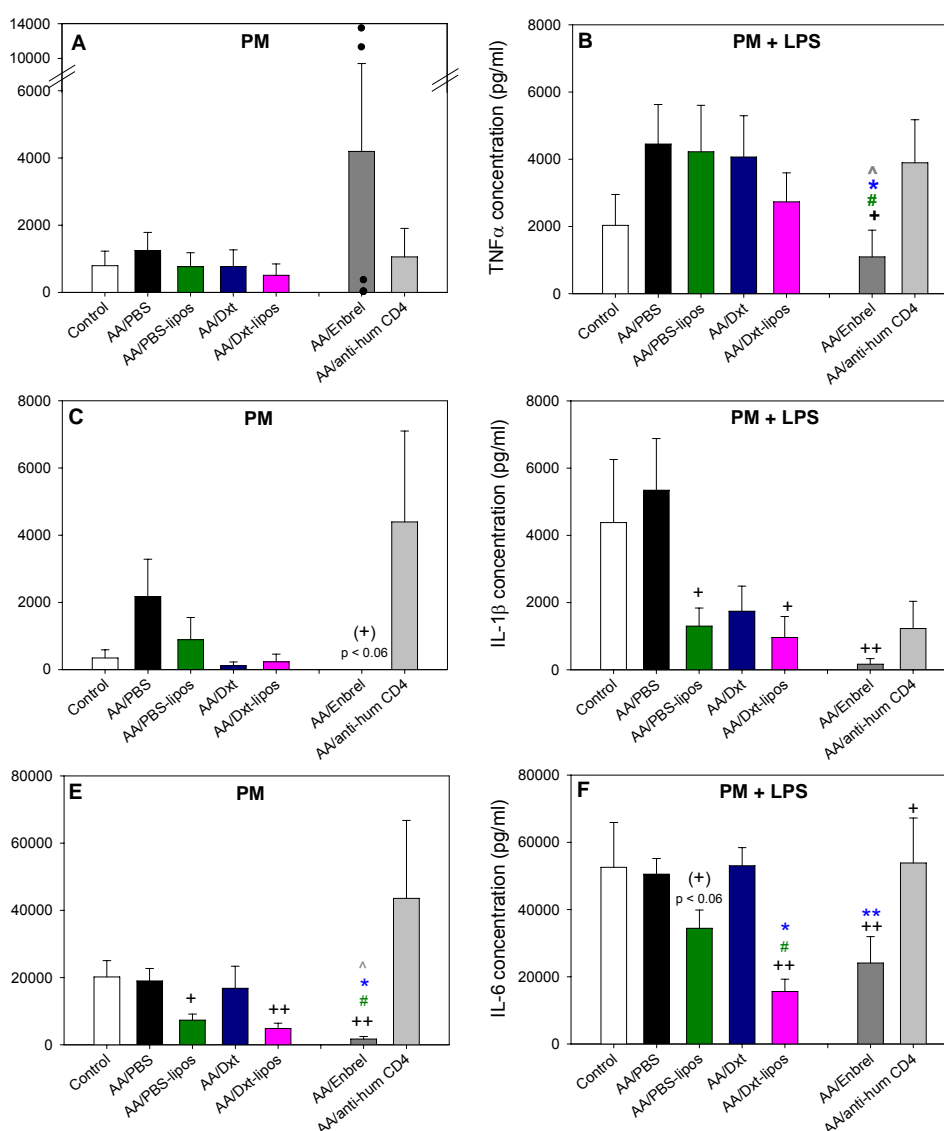 A
PM
14000
10000
6000
4000
2000
0
Control
AA/PBS
AA/PBS-lipos
AA/Dxt
AA/Dxt-lipos
AA/Enbrel
AA/anti-hum CD4
B
PM + LPS
TNFα concentration (pg/ml)
8000
6000
4000
2000
0
^
*
#
+
Control
AA/PBS
AA/PBS-lipos
AA/Dxt
AA/Dxt-lipos
AA/Enbrel
AA/anti-hum CD4
C
PM
8000
6000
4000
2000
0
(+)
p < 0.06
Control
AA/PBS
AA/PBS-lipos
AA/Dxt
AA/Dxt-lipos
AA/Enbrel
AA/anti-hum CD4
PM + LPS
IL-1β concentration (pg/ml)
8000
6000
4000
2000
0
+
+
++
Control
AA/PBS
AA/PBS-lipos
AA/Dxt
AA/Dxt-lipos
AA/Enbrel
AA/anti-hum CD4
E
PM
80000
60000
40000
20000
0
+
++
^
*
#
++
Control
AA/PBS
AA/PBS-lipos
AA/Dxt
AA/Dxt-lipos
AA/Enbrel
AA/anti-hum CD4
F
PM + LPS
IL-6 concentration (pg/ml)
80000
60000
40000
20000
0
(+)
p < 0.06
*
#
++
**
++
+
Control
AA/PBS
AA/PBS-lipos
AA/Dxt
AA/Dxt-lipos
AA/Enbrel
AA/anti-hum CD4